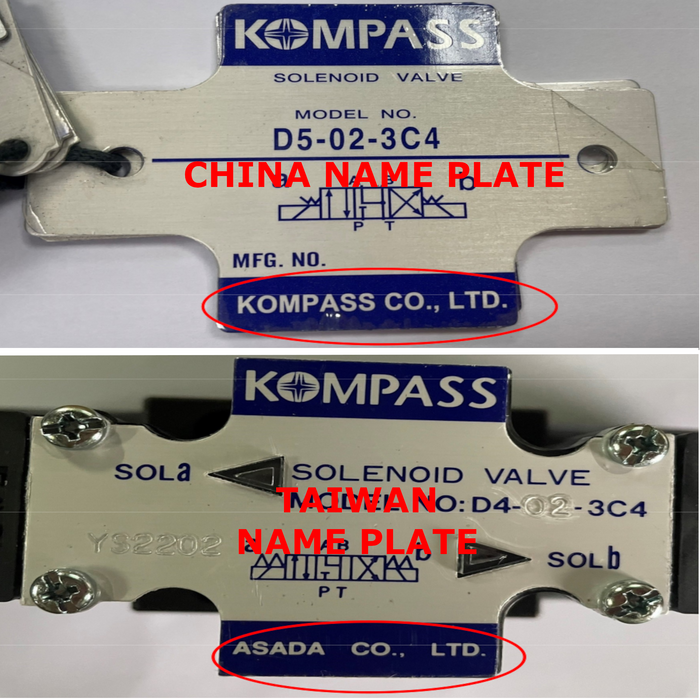 KOMPASS
SOLENOID VALVE
MODEL NO.
D5-02-3C4
CHINA NAME PLATE
a A B b
P T
MFG. NO.
KOMPASS CO., LTD.
KOMPASS
SOLa SOLENOID VALVE
TAIWAN
MODEL NO: D4-02-3C4
YS2202 NAME PLATE
a A B b SOLb
P T
ASADA CO., LTD.